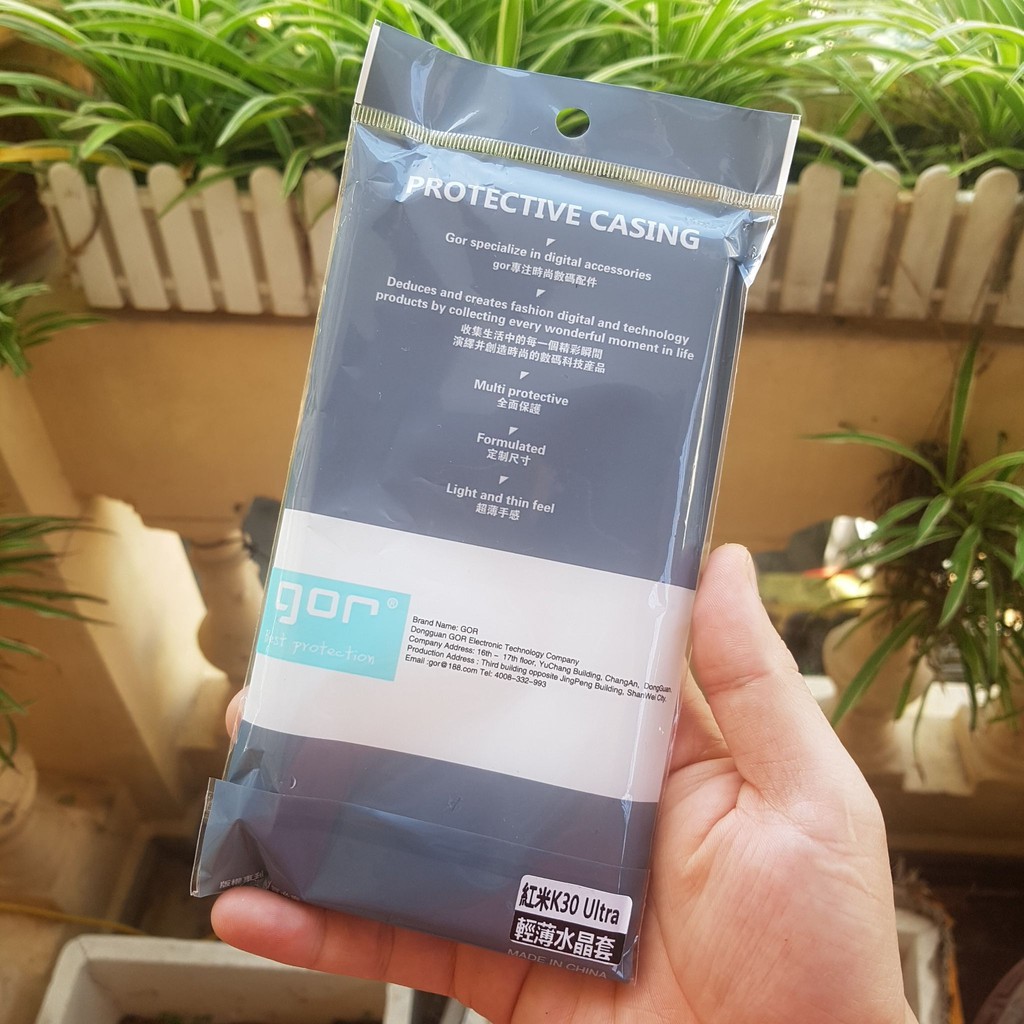 PROTECTIVE CASING
Gor specialize in digital accessories
gor專注時尚數碼配件
Deduces and creates fashion digital and technology
products by collecting every wonderful moment in life
收集生活中的每一個精彩瞬間
演繹并創造時尚的數碼科技產品
Multi protective
全面保護
Formulated
定制尺寸
Light and thin feel
超薄手感
gor®
Best protection
Brand Name: GOR
Dongguan GOR Electronic Technology Company
Company Address: 16th - 17th floor, YuChang Building, ChangAn, DongGuan.
Production Address : Third building opposite JingPeng Building, ShanWei City.
Email :gor@188.com Tel: 4008-332-993
紅米K30 Ultra
輕薄水晶套
MADE IN CHINA